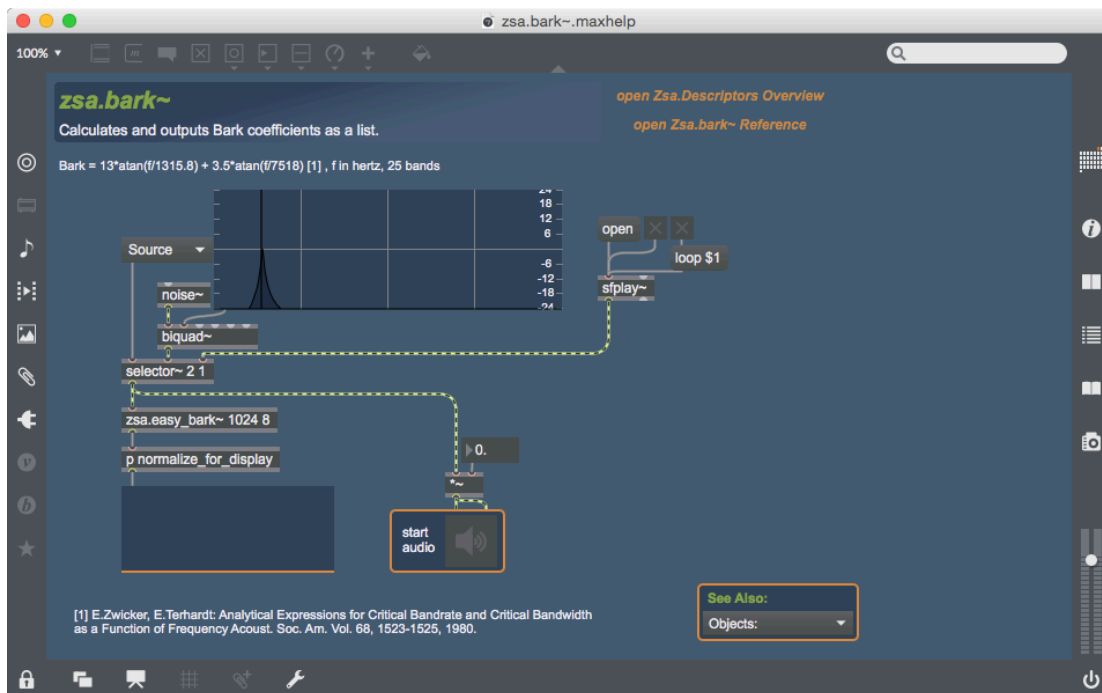 zsa.bark~.maxhelp
100%
zsa.bark~
Calculates and outputs Bark coefficients as a list.
open Zsa.Descriptors Overview
open Zsa.bark~ Reference
Bark = 13*atan(f/1315.8) + 3.5*atan(f/7518) [1] , f in hertz, 25 bands
24
18
12
6
-6
-12
-18
-24
Source
open
loop $1
noise~
sfplay~
biquad~
selector~ 2 1
zsa.easy_bark~ 1024 8
p normalize_for_display
0.
*~
start
audio
[1] E.Zwicker, E.Terhardt: Analytical Expressions for Critical Bandrate and Critical Bandwidth
as a Function of Frequency Acoust. Soc. Am. Vol. 68, 1523-1525, 1980.
See Also:
Objects: